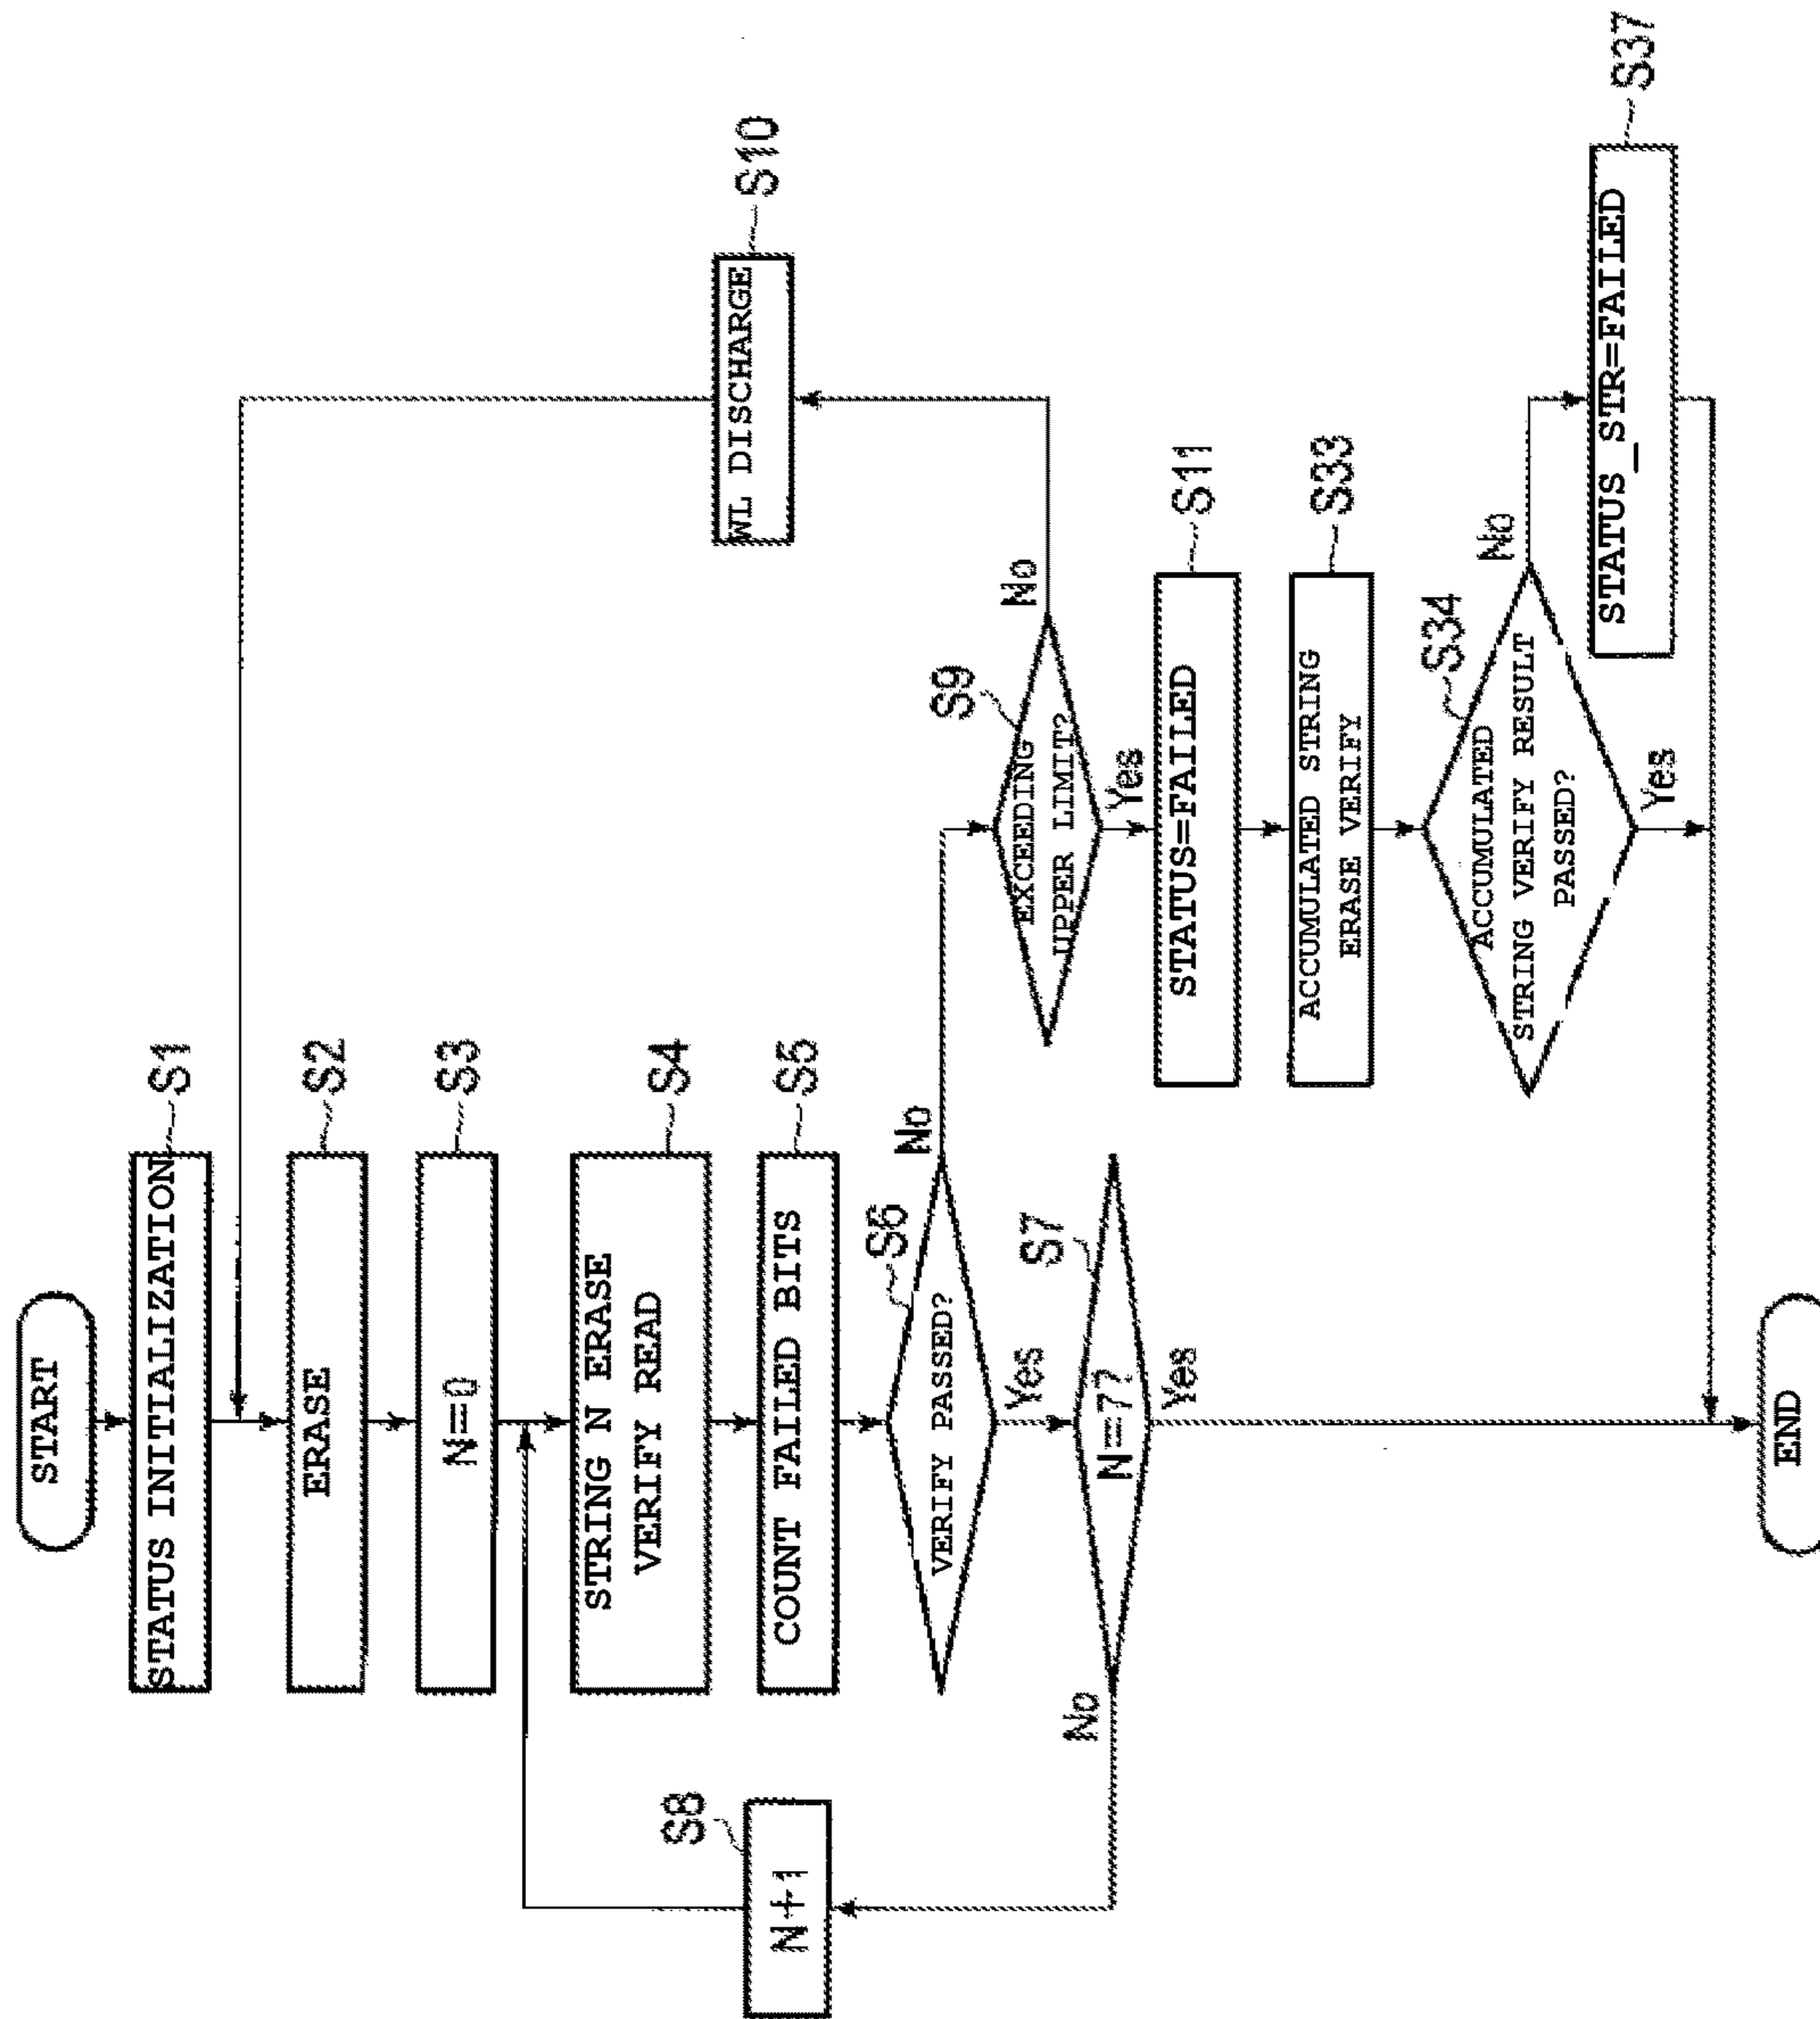 START
STATUS INITIALIZATION
S1
ERASE
S2
N=0
S3
STRING N ERASE
VERIFY READ
S4
COUNT FAILED BITS
S5
VERIFY PASSED?
S6
Yes
No
N=7?
S7
Yes
No
N+1
S8
EXCEEDING
UPPER LIMIT?
S9
No
Yes
WL DISCHARGE
S10
STATUS=FAILED
S11
ACCUMULATED STRING
ERASE VERIFY
S33
ACCUMULATED
STRING VERIFY RESULT
PASSED?
S34
No
Yes
STATUS_STR=FAILED
S37
END